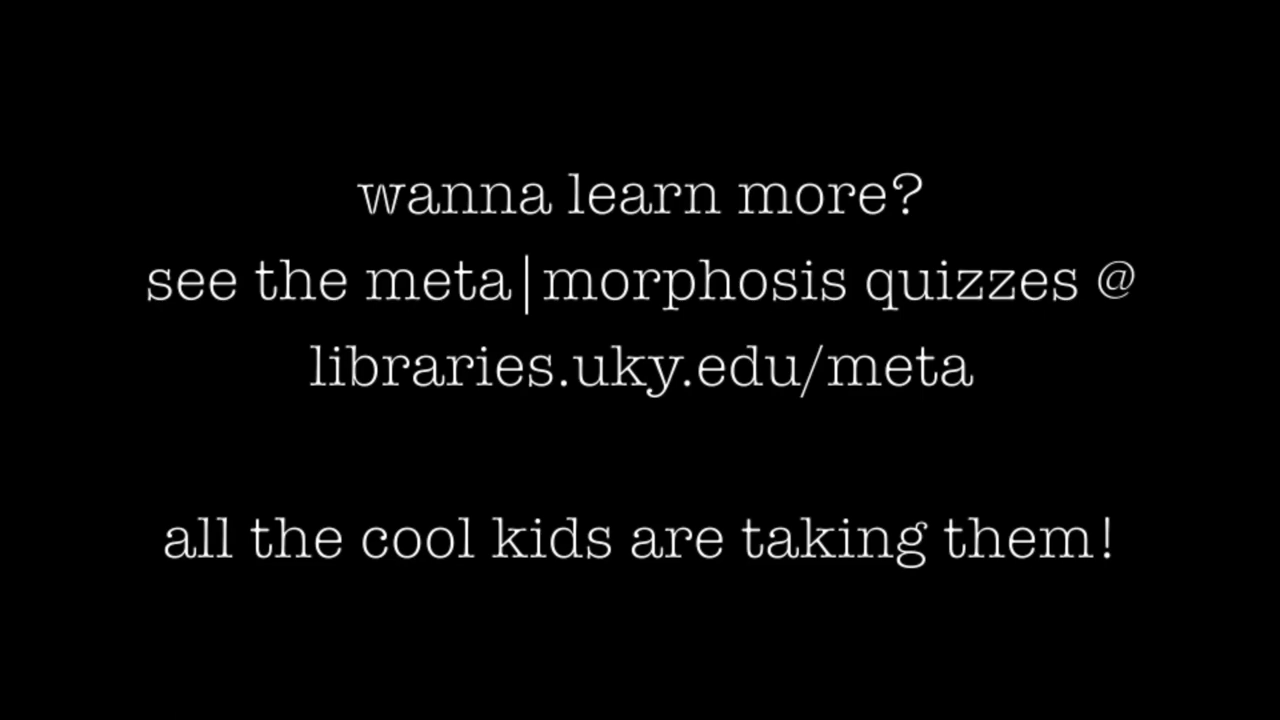 wanna learn more?
see the meta|morphosis quizzes @
libraries.uky.edu/meta
all the cool kids are taking them!